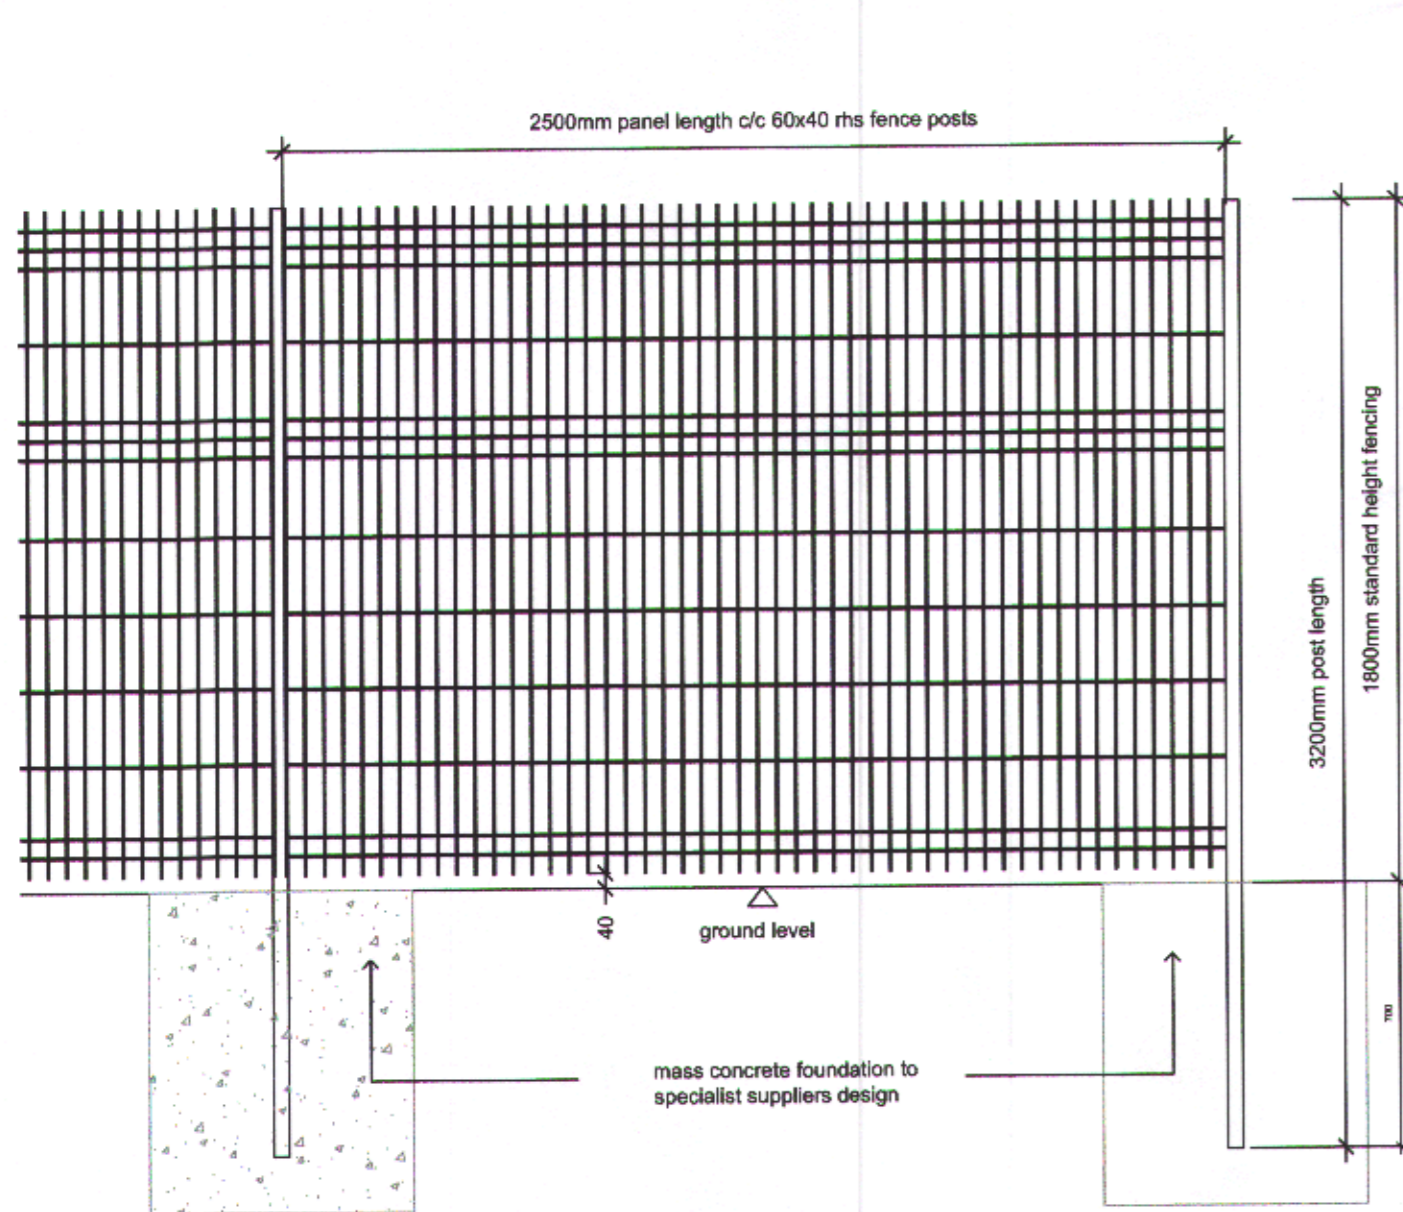 2500mm panel length c/c 60x40 rhs fence posts
3200mm post length
1800mm standard height fencing
40
ground level
700
mass concrete foundation to
specialist suppliers design